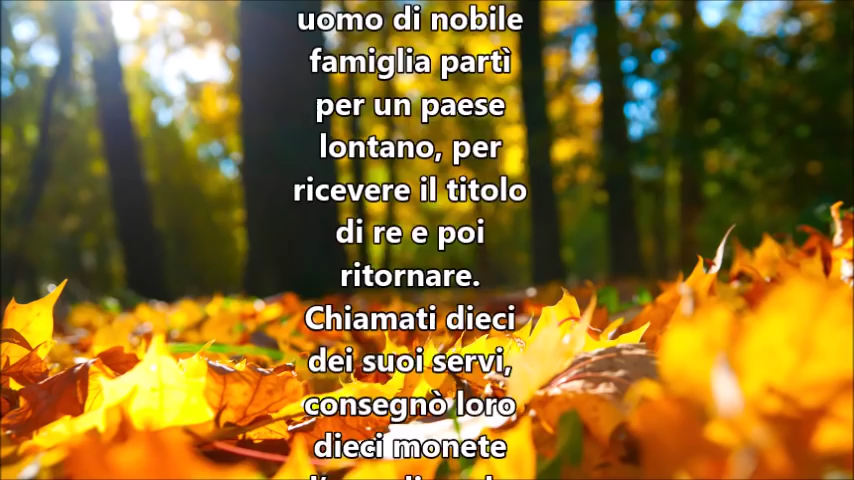 uomo di nobile
famiglia partì
per un paese
lontano, per
ricevere il titolo
di re e poi
ritornare.
Chiamati dieci
dei suoi servi,
consegnò loro
dieci monete